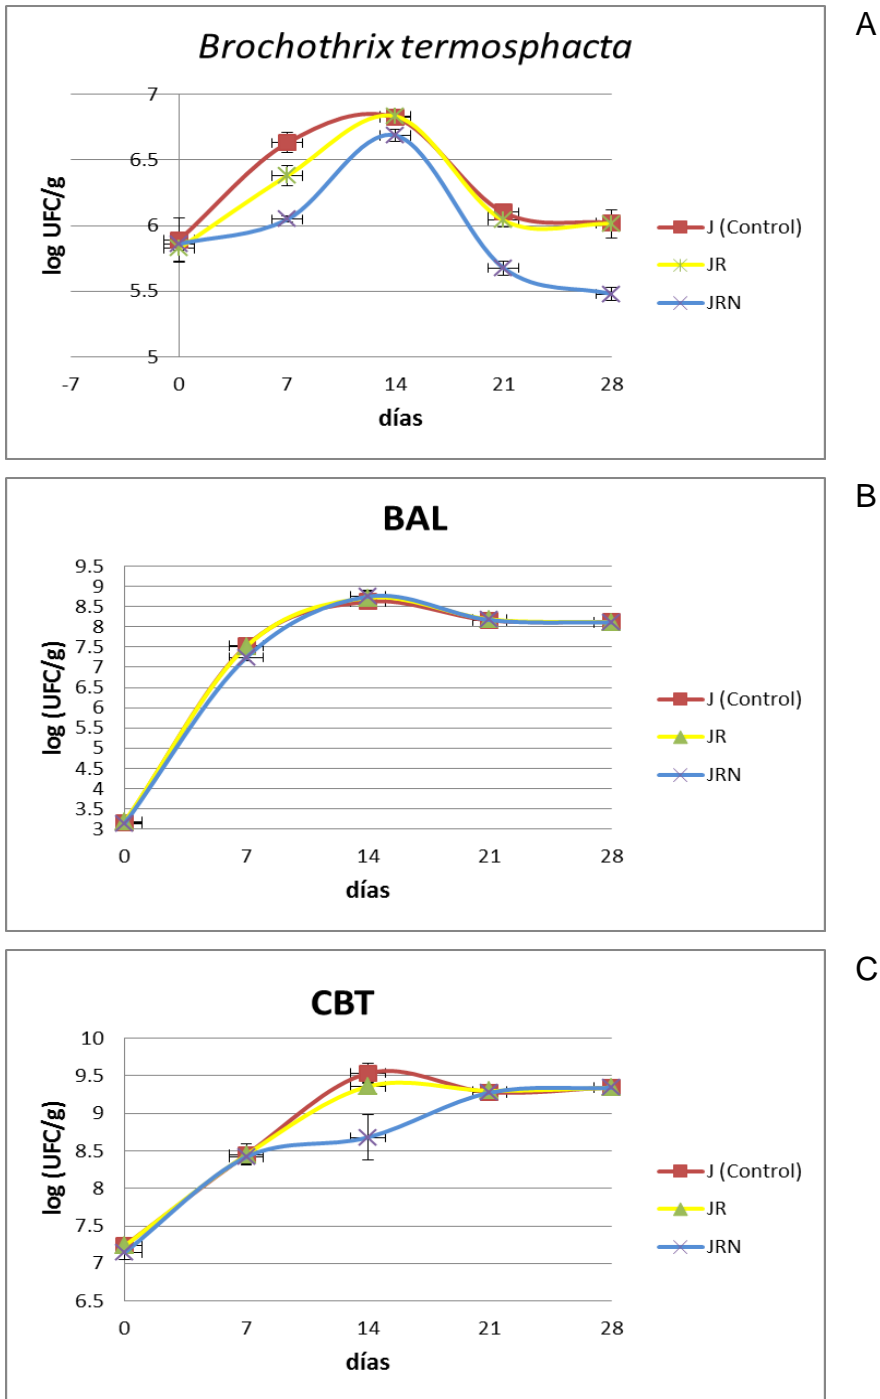 A
Brochothrix termosphacta
7
6.5
6
5.5
5
log UFC/g
-7 0 7 14 21 28
días
J (Control)
JR
JRN
B
BAL
9.5
9
8.5
8
7.5
7
6.5
6
5.5
5
4.5
4
3.5
3
log (UFC/g)
0 7 14 21 28
días
J (Control)
JR
JRN
C
CBT
10
9.5
9
8.5
8
7.5
7
6.5
log (UFC/g)
0 7 14 21 28
días
J (Control)
JR
JRN